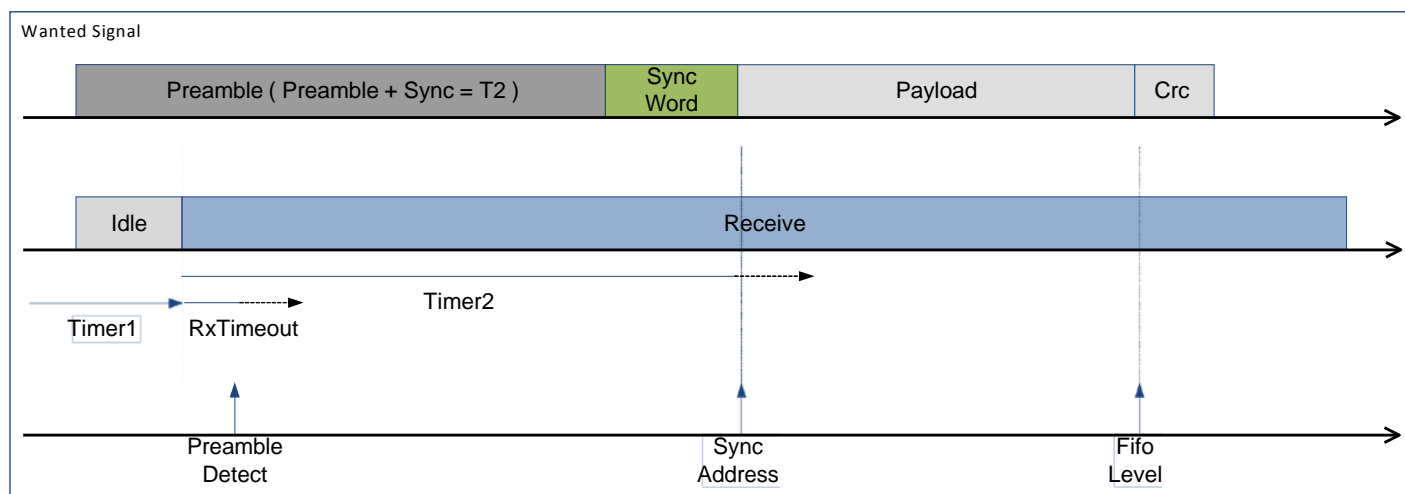 Wanted Signal
Preamble ( Preamble + Sync = T2 )
Sync
Word
Payload
Crc
Idle
Receive
Timer2
Timer1
RxTimeout
Preamble
Detect
Sync
Address
Fifo
Level